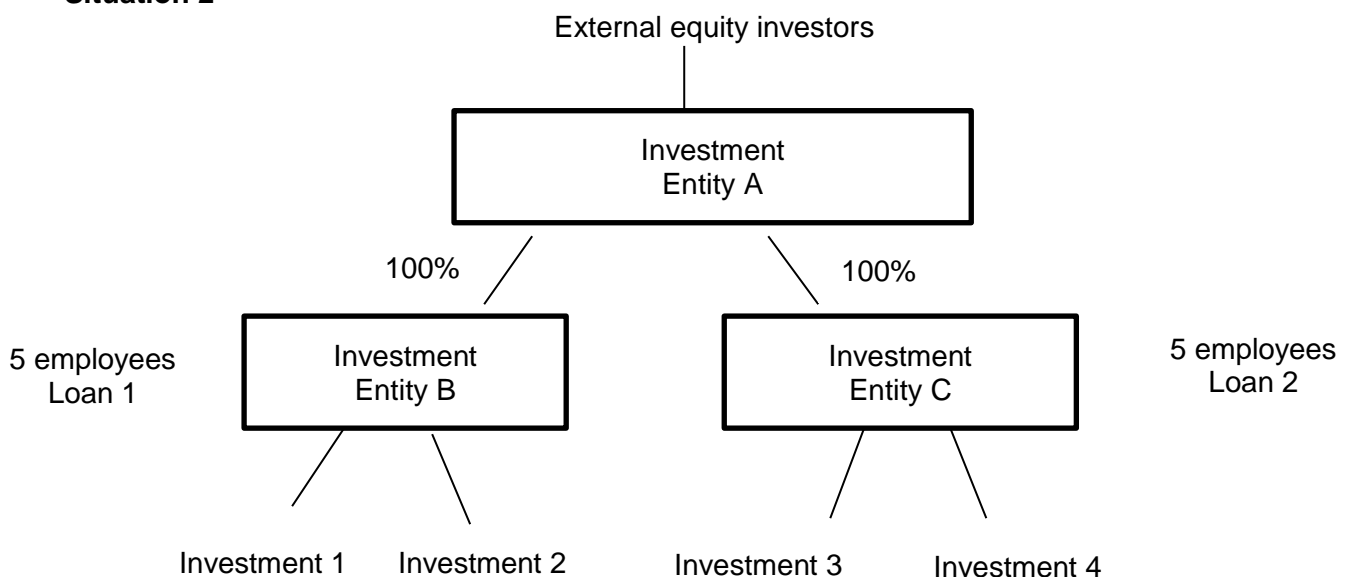 Situation 2
External equity investors
Investment
Entity A
100%
100%
5 employees
Loan 1
Investment
Entity B
Investment
Entity C
5 employees
Loan 2
Investment 1
Investment 2
Investment 3
Investment 4